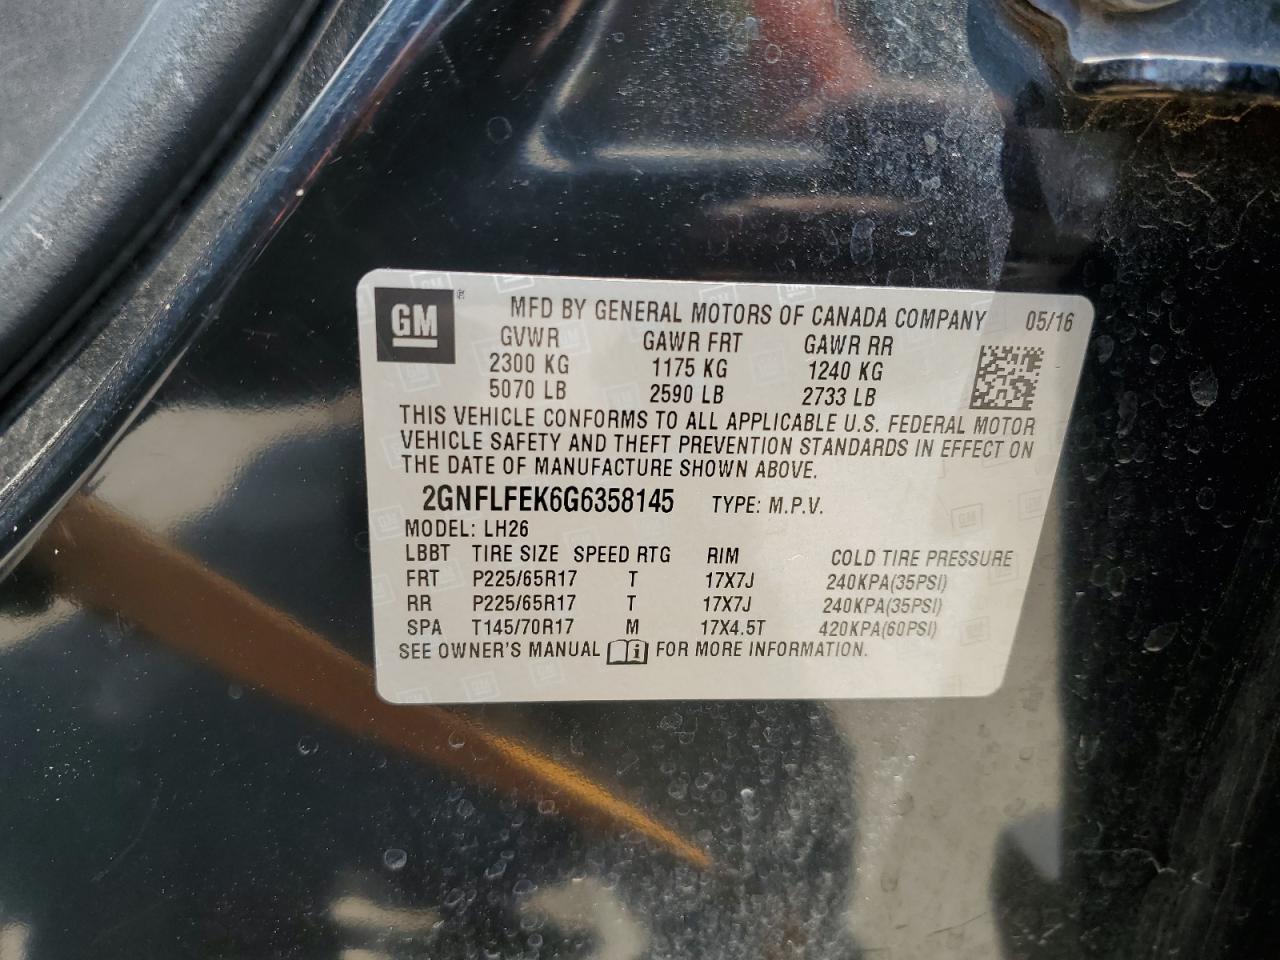 GM ®
MFD BY GENERAL MOTORS OF CANADA COMPANY 05/16
GVWR GAWR FRT GAWR RR
2300 KG 1175 KG 1240 KG
5070 LB 2590 LB 2733 LB
THIS VEHICLE CONFORMS TO ALL APPLICABLE U.S. FEDERAL MOTOR
VEHICLE SAFETY AND THEFT PREVENTION STANDARDS IN EFFECT ON
THE DATE OF MANUFACTURE SHOWN ABOVE.
2GNFLFEK6G6358145 TYPE: M.P.V.
MODEL: LH26
LBBT TIRE SIZE SPEED RTG RIM COLD TIRE PRESSURE
FRT P225/65R17 T 17X7J 240KPA(35PSI)
RR P225/65R17 T 17X7J 240KPA(35PSI)
SPA T145/70R17 M 17X4.5T 420KPA(60PSI)
SEE OWNER'S MANUAL i FOR MORE INFORMATION.